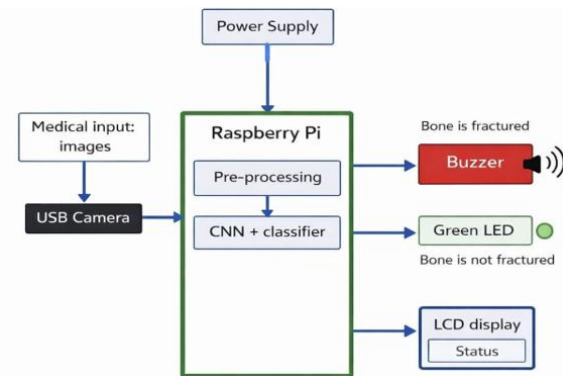 Power Supply
Medical input:
images
USB Camera
Raspberry Pi
Pre-processing
CNN + classifier
Bone is fractured
Buzzer
Green LED
Bone is not fractured
LCD display
Status